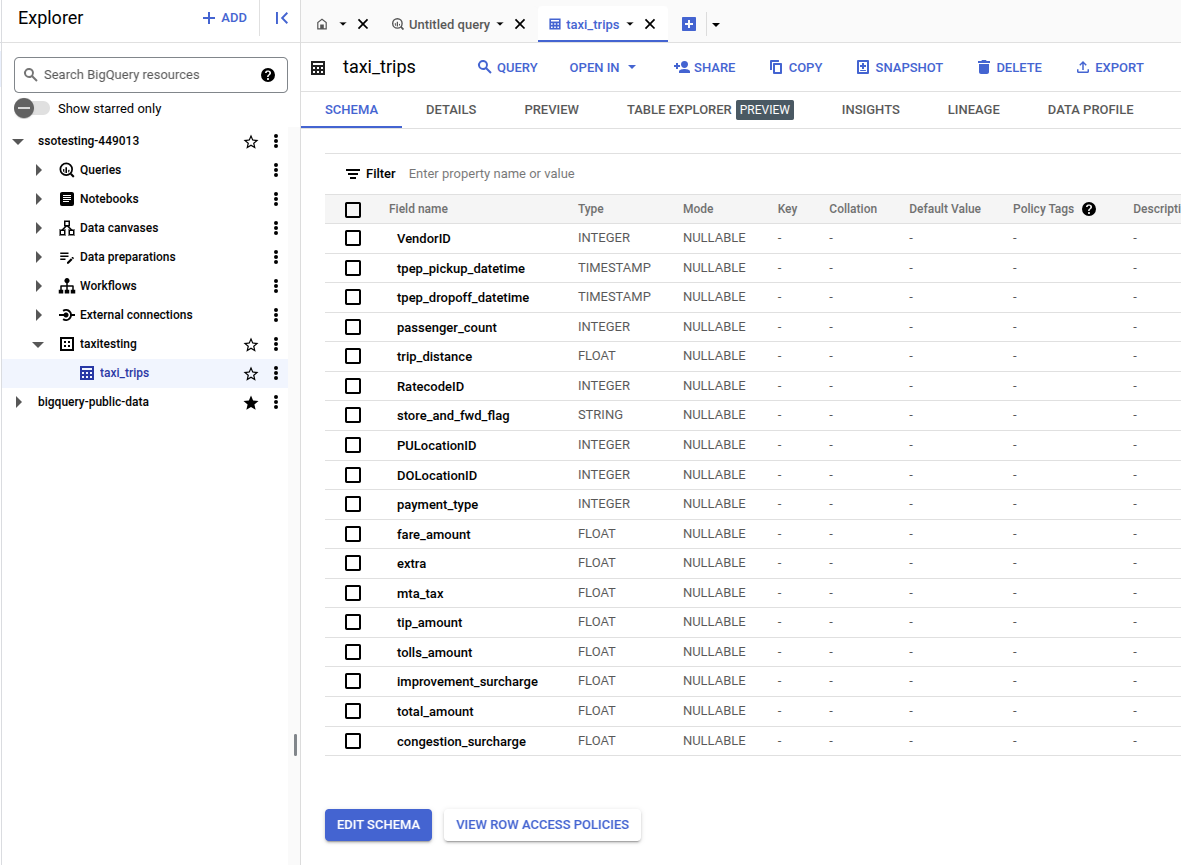 Explorer
ADD
Search BigQuery resources
Show starred only
ssotesting-449013
Queries
Notebooks
Data canvases
Data preparations
Workflows
External connections
taxitesting
taxi_trips
bigquery-public-data
Untitled query
taxi_trips
taxi_trips
QUERY
OPEN IN
SHARE
COPY
SNAPSHOT
DELETE
EXPORT
SCHEMA DETAILS PREVIEW TABLE EXPLORER PREVIEW INSIGHTS LINEAGE DATA PROFILE
Filter Enter property name or value
Field name Type Mode Key Collation Default Value Policy Tags ? Descripti
VendorID INTEGER NULLABLE - - - - -
tpep_pickup_datetime TIMESTAMP NULLABLE - - - - -
tpep_dropoff_datetime TIMESTAMP NULLABLE - - - - -
passenger_count INTEGER NULLABLE - - - - -
trip_distance FLOAT NULLABLE - - - - -
RatecodeID INTEGER NULLABLE - - - - -
store_and_fwd_flag STRING NULLABLE - - - - -
PULocationID INTEGER NULLABLE - - - - -
DOLocationID INTEGER NULLABLE - - - - -
payment_type INTEGER NULLABLE - - - - -
fare_amount FLOAT NULLABLE - - - - -
extra FLOAT NULLABLE - - - - -
mta_tax FLOAT NULLABLE - - - - -
tip_amount FLOAT NULLABLE - - - - -
tolls_amount FLOAT NULLABLE - - - - -
improvement_surcharge FLOAT NULLABLE - - - - -
total_amount FLOAT NULLABLE - - - - -
congestion_surcharge FLOAT NULLABLE - - - - -
EDIT SCHEMA VIEW ROW ACCESS POLICIES